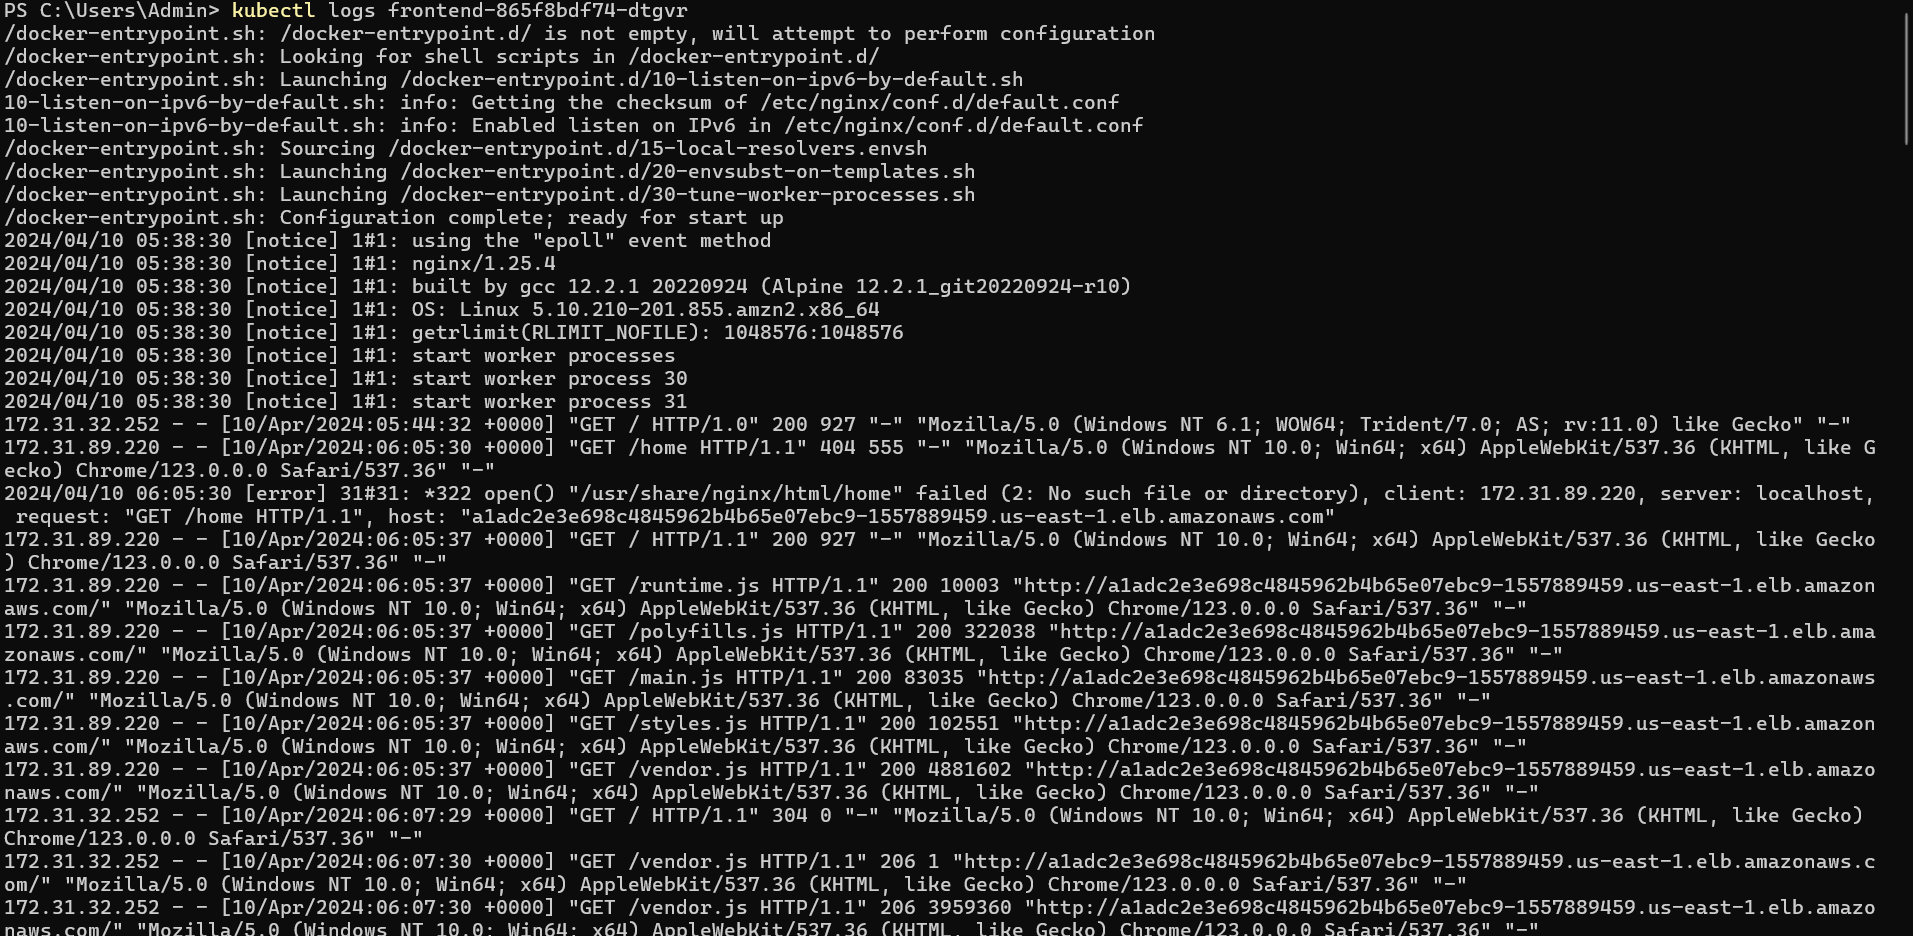 PS C:\Users\Admin> kubectl logs frontend-865f8bdf74-dtgvr
/docker-entrypoint.sh: /docker-entrypoint.d/ is not empty, will attempt to perform configuration
/docker-entrypoint.sh: Looking for shell scripts in /docker-entrypoint.d/
/docker-entrypoint.sh: Launching /docker-entrypoint.d/10-listen-on-ipv6-by-default.sh
10-listen-on-ipv6-by-default.sh: info: Getting the checksum of /etc/nginx/conf.d/default.conf
10-listen-on-ipv6-by-default.sh: info: Enabled listen on IPv6 in /etc/nginx/conf.d/default.conf
/docker-entrypoint.sh: Sourcing /docker-entrypoint.d/15-local-resolvers.envsh
/docker-entrypoint.sh: Launching /docker-entrypoint.d/20-envsubst-on-templates.sh
/docker-entrypoint.sh: Launching /docker-entrypoint.d/30-tune-worker-processes.sh
/docker-entrypoint.sh: Configuration complete; ready for start up
2024/04/10 05:38:30 [notice] 1#1: using the "epoll" event method
2024/04/10 05:38:30 [notice] 1#1: nginx/1.25.4
2024/04/10 05:38:30 [notice] 1#1: built by gcc 12.2.1 20220924 (Alpine 12.2.1_git20220924-r10)
2024/04/10 05:38:30 [notice] 1#1: OS: Linux 5.10.210-201.855.amzn2.x86_64
2024/04/10 05:38:30 [notice] 1#1: getrlimit(RLIMIT_NOFILE): 1048576:1048576
2024/04/10 05:38:30 [notice] 1#1: start worker processes
2024/04/10 05:38:30 [notice] 1#1: start worker process 30
2024/04/10 05:38:30 [notice] 1#1: start worker process 31
172.31.32.252 - - [10/Apr/2024:05:44:32 +0000] "GET / HTTP/1.0" 200 927 "-" "Mozilla/5.0 (Windows NT 6.1; WOW64; Trident/7.0; AS; rv:11.0) like Gecko" "-"
172.31.89.220 - - [10/Apr/2024:06:05:30 +0000] "GET /home HTTP/1.1" 404 555 "-" "Mozilla/5.0 (Windows NT 10.0; Win64; x64) AppleWebKit/537.36 (KHTML, like G
ecko) Chrome/123.0.0.0 Safari/537.36" "-"
2024/04/10 06:05:30 [error] 31#31: *322 open() "/usr/share/nginx/html/home" failed (2: No such file or directory), client: 172.31.89.220, server: localhost,
 request: "GET /home HTTP/1.1", host: "a1adc2e3e698c4845962b4b65e07ebc9-1557889459.us-east-1.elb.amazonaws.com"
172.31.89.220 - - [10/Apr/2024:06:05:37 +0000] "GET / HTTP/1.1" 200 927 "-" "Mozilla/5.0 (Windows NT 10.0; Win64; x64) AppleWebKit/537.36 (KHTML, like Gecko
) Chrome/123.0.0.0 Safari/537.36" "-"
172.31.89.220 - - [10/Apr/2024:06:05:37 +0000] "GET /runtime.js HTTP/1.1" 200 10003 "http://a1adc2e3e698c4845962b4b65e07ebc9-1557889459.us-east-1.elb.amazon
aws.com/" "Mozilla/5.0 (Windows NT 10.0; Win64; x64) AppleWebKit/537.36 (KHTML, like Gecko) Chrome/123.0.0.0 Safari/537.36" "-"
172.31.89.220 - - [10/Apr/2024:06:05:37 +0000] "GET /polyfills.js HTTP/1.1" 200 322038 "http://a1adc2e3e698c4845962b4b65e07ebc9-1557889459.us-east-1.elb.ama
zonaws.com/" "Mozilla/5.0 (Windows NT 10.0; Win64; x64) AppleWebKit/537.36 (KHTML, like Gecko) Chrome/123.0.0.0 Safari/537.36" "-"
172.31.89.220 - - [10/Apr/2024:06:05:37 +0000] "GET /main.js HTTP/1.1" 200 83035 "http://a1adc2e3e698c4845962b4b65e07ebc9-1557889459.us-east-1.elb.amazonaws
.com/" "Mozilla/5.0 (Windows NT 10.0; Win64; x64) AppleWebKit/537.36 (KHTML, like Gecko) Chrome/123.0.0.0 Safari/537.36" "-"
172.31.89.220 - - [10/Apr/2024:06:05:37 +0000] "GET /styles.js HTTP/1.1" 200 102551 "http://a1adc2e3e698c4845962b4b65e07ebc9-1557889459.us-east-1.elb.amazon
aws.com/" "Mozilla/5.0 (Windows NT 10.0; Win64; x64) AppleWebKit/537.36 (KHTML, like Gecko) Chrome/123.0.0.0 Safari/537.36" "-"
172.31.89.220 - - [10/Apr/2024:06:05:37 +0000] "GET /vendor.js HTTP/1.1" 200 4881602 "http://a1adc2e3e698c4845962b4b65e07ebc9-1557889459.us-east-1.elb.amazo
naws.com/" "Mozilla/5.0 (Windows NT 10.0; Win64; x64) AppleWebKit/537.36 (KHTML, like Gecko) Chrome/123.0.0.0 Safari/537.36" "-"
172.31.32.252 - - [10/Apr/2024:06:07:29 +0000] "GET / HTTP/1.1" 304 0 "-" "Mozilla/5.0 (Windows NT 10.0; Win64; x64) AppleWebKit/537.36 (KHTML, like Gecko)
Chrome/123.0.0.0 Safari/537.36" "-"
172.31.32.252 - - [10/Apr/2024:06:07:30 +0000] "GET /vendor.js HTTP/1.1" 206 1 "http://a1adc2e3e698c4845962b4b65e07ebc9-1557889459.us-east-1.elb.amazonaws.c
om/" "Mozilla/5.0 (Windows NT 10.0; Win64; x64) AppleWebKit/537.36 (KHTML, like Gecko) Chrome/123.0.0.0 Safari/537.36" "-"
172.31.32.252 - - [10/Apr/2024:06:07:30 +0000] "GET /vendor.js HTTP/1.1" 206 3959360 "http://a1adc2e3e698c4845962b4b65e07ebc9-1557889459.us-east-1.elb.amazo
naws.com/" "Mozilla/5.0 (Windows NT 10.0; Win64; x64) AppleWebKit/537.36 (KHTML, like Gecko) Chrome/123.0.0.0 Safari/537.36" "-"